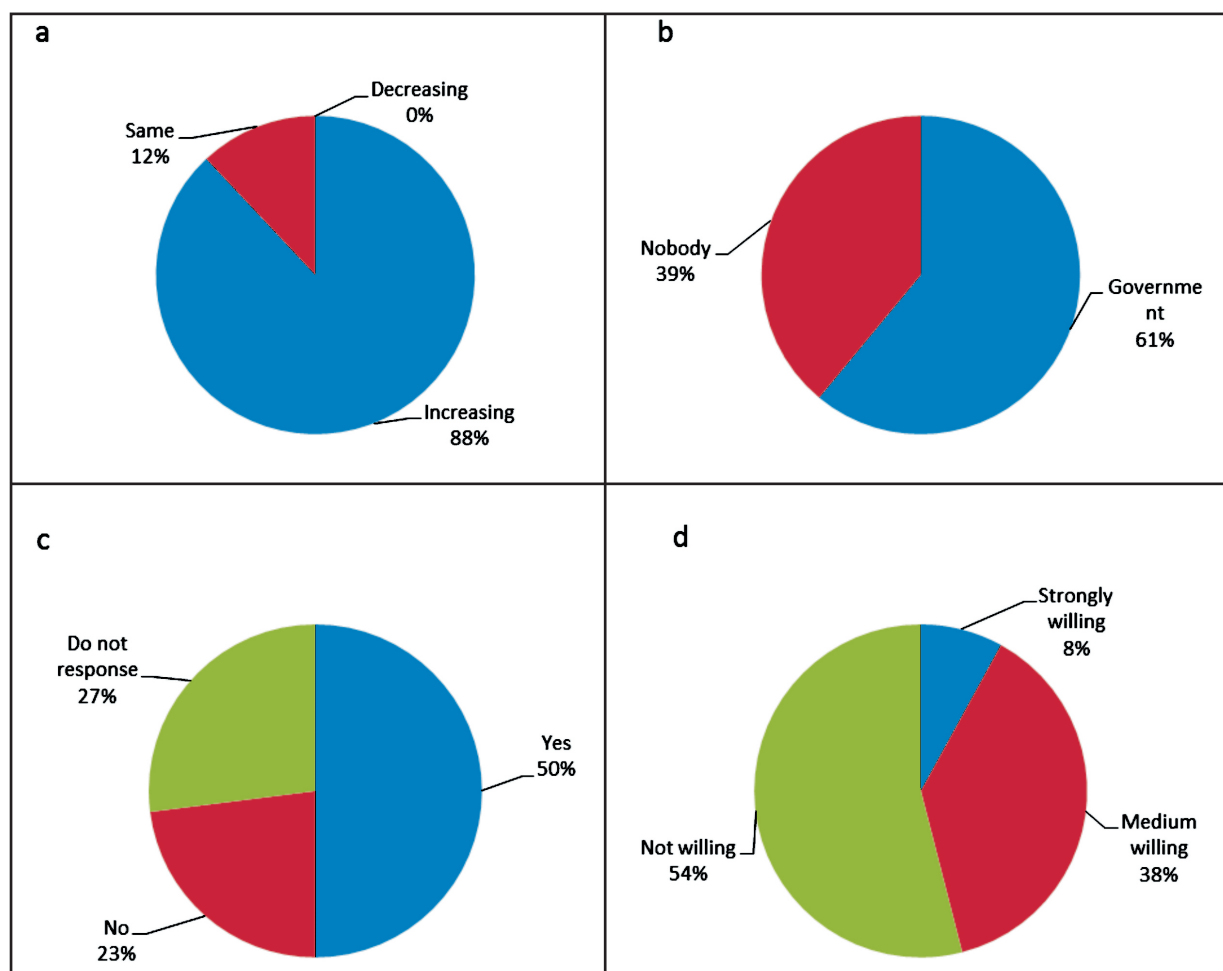 a
Decreasing
0%
Same
12%
Increasing
88%
b
Nobody
39%
Governme
nt
61%
c
Do not
response
27%
Yes
50%
No
23%
d
Strongly
willing
8%
Medium
willing
38%
Not willing
54%